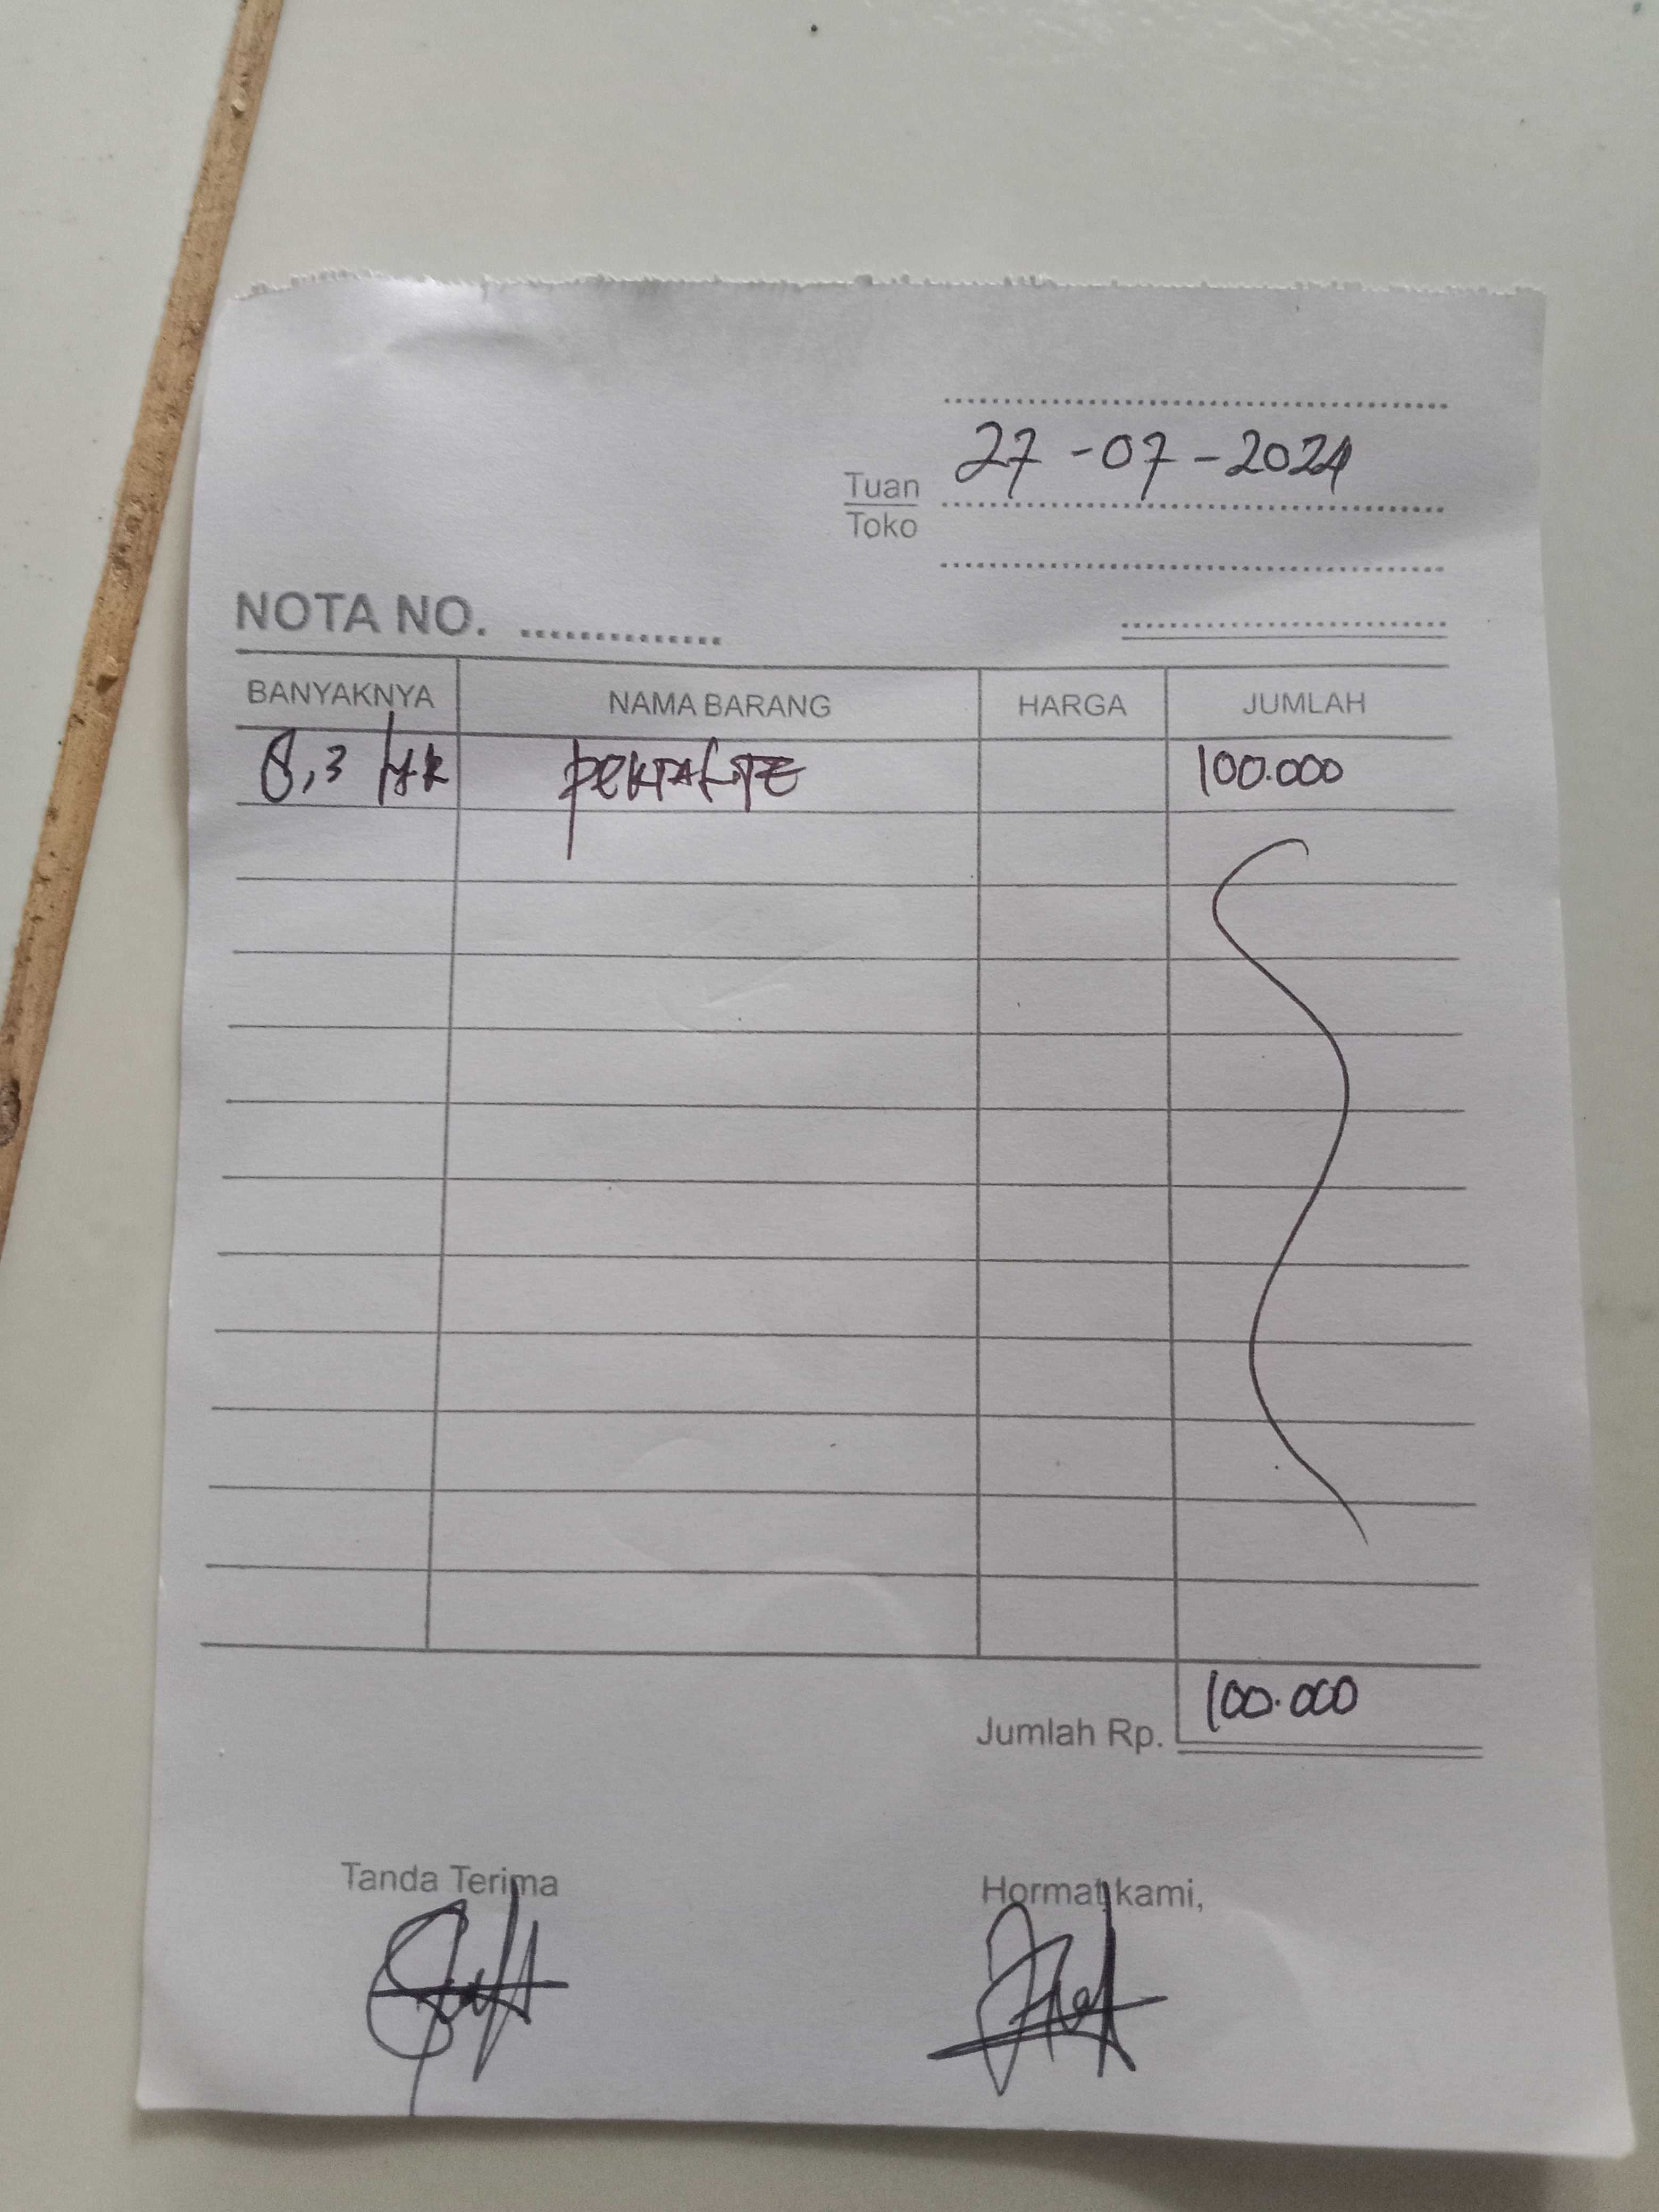 27-07-2024
Tuan
Toko
NOTA NO. ..............
BANYAKNYA NAMA BARANG HARGA JUMLAH
8,3 PERTALITE 100.000
Jumlah Rp. 100.000
Tanda Terima Hormat kami,